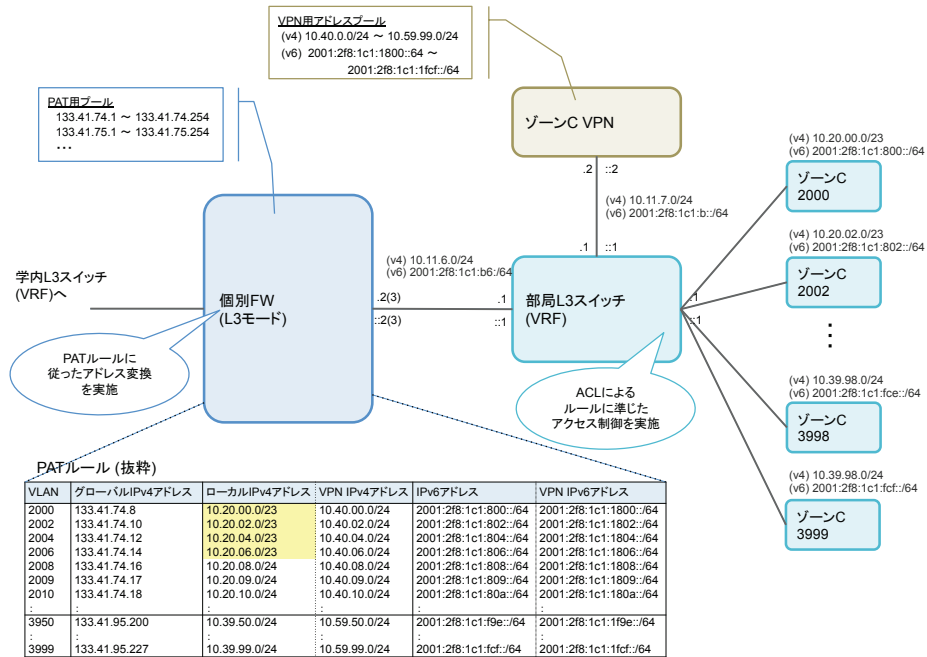 VPN用アドレスプール
(v4) 10.40.0.0/24 ~ 10.59.99.0/24
(v6) 2001:2f8:1c1:1800::64 ~
2001:2f8:1c1:1fcf::/64
PAT用プール
133.41.74.1 ~ 133.41.74.254
133.41.75.1 ~ 133.41.75.254
・・・
ゾーンC VPN
.2 ::2
(v4) 10.11.7.0/24
(v6) 2001:2f8:1c1:b::/64
.1 ::1
(v4) 10.20.00.0/23
(v6) 2001:2f8:1c1:800::/64
ゾーンC
2000
(v4) 10.20.02.0/23
(v6) 2001:2f8:1c1:802::/64
ゾーンC
2002
学内L3スイッチ
(VRF)へ
個別FW
(L3モード)
(v4) 10.11.6.0/24
(v6) 2001:2f8:1c1:b6:/64
.2(3) .1
::2(3) ::1
部局L3スイッチ
(VRF)
.1
::1
PATルールに
従ったアドレス変換
を実施
ACLによる
ルールに準じた
アクセス制御を実施
(v4) 10.39.98.0/24
(v6) 2001:2f8:1c1:fce::/64
ゾーンC
3998
(v4) 10.39.98.0/24
(v6) 2001:2f8:1c1:fcf::/64
ゾーンC
3999
PATルール (抜粋)
VLAN グローバルIPv4アドレス ローカルIPv4アドレス VPN IPv4アドレス IPv6アドレス VPN IPv6アドレス
2000 133.41.74.8 10.20.00.0/23 10.40.00.0/24 2001:2f8:1c1:800::/64 2001:2f8:1c1:1800::/64
2002 133.41.74.10 10.20.02.0/23 10.40.02.0/24 2001:2f8:1c1:802::/64 2001:2f8:1c1:1802::/64
2004 133.41.74.12 10.20.04.0/23 10.40.04.0/24 2001:2f8:1c1:804::/64 2001:2f8:1c1:1804::/64
2006 133.41.74.14 10.20.06.0/23 10.40.06.0/24 2001:2f8:1c1:806::/64 2001:2f8:1c1:1806::/64
2008 133.41.74.16 10.20.08.0/24 10.40.08.0/24 2001:2f8:1c1:808::/64 2001:2f8:1c1:1808::/64
2009 133.41.74.17 10.20.09.0/24 10.40.09.0/24 2001:2f8:1c1:809::/64 2001:2f8:1c1:1809::/64
2010 133.41.74.18 10.20.10.0/24 10.40.10.0/24 2001:2f8:1c1:80a::/64 2001:2f8:1c1:180a::/64
: : : : : :
3950 133.41.95.200 10.39.50.0/24 10.59.50.0/24 2001:2f8:1c1:f9e::/64 2001:2f8:1c1:1f9e::/64
: : : : : :
3999 133.41.95.227 10.39.99.0/24 10.59.99.0/24 2001:2f8:1c1:fcf::/64 2001:2f8:1c1:1fcf::/64